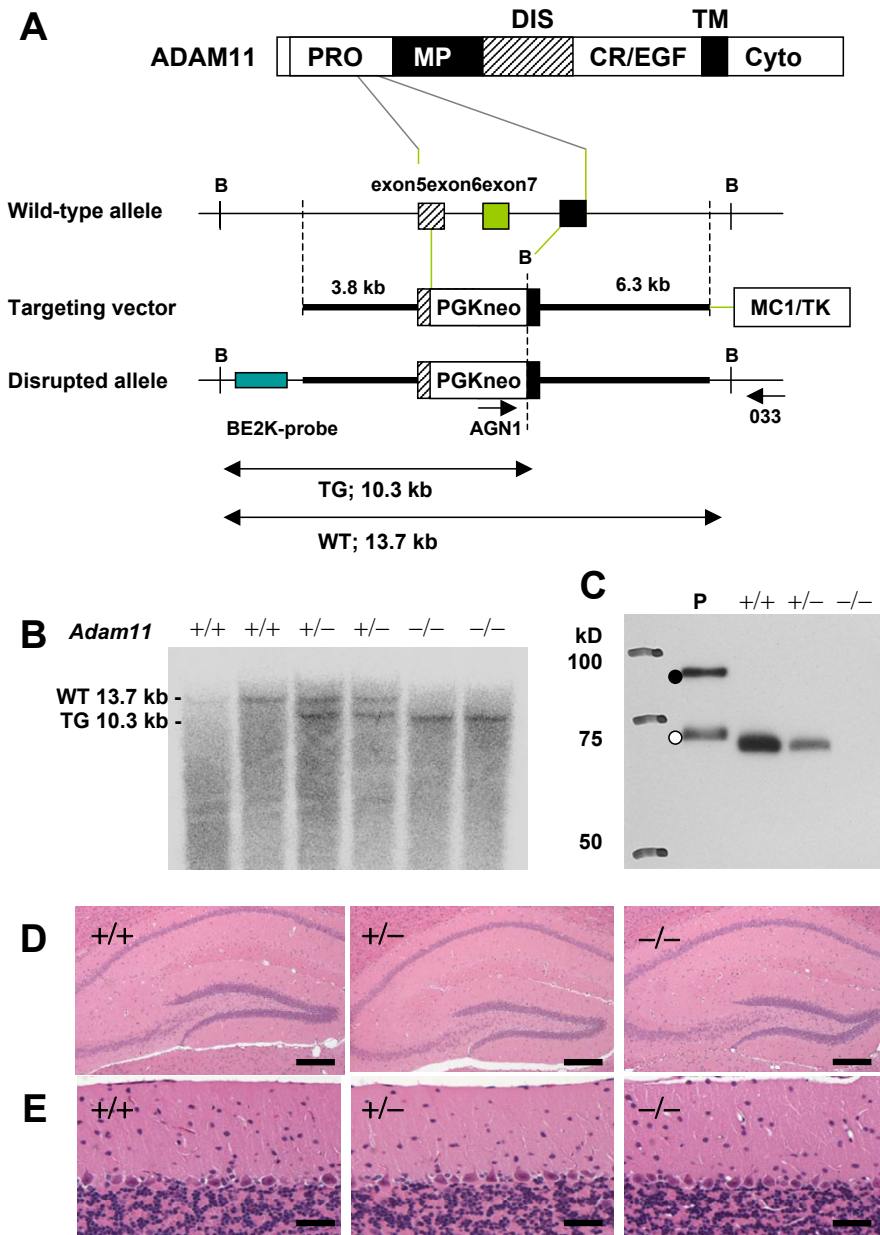 A
DIS TM
ADAM11 PRO MP CR/EGF Cyto
exon5exon6exon7
B B
Wild-type allele
B
3.8 kb 6.3 kb
Targeting vector PGKneo MC1/TK
B B
Disrupted allele PGKneo
BE2K-probe AGN1 033
TG; 10.3 kb
WT; 13.7 kb
B Adam11 +/+ +/+ +/− +/− −/− −/−
WT 13.7 kb -
TG 10.3 kb -
C
P +/+ +/− −/−
kD
100
75
50
D +/+ +/− −/−
E +/+ +/− −/−